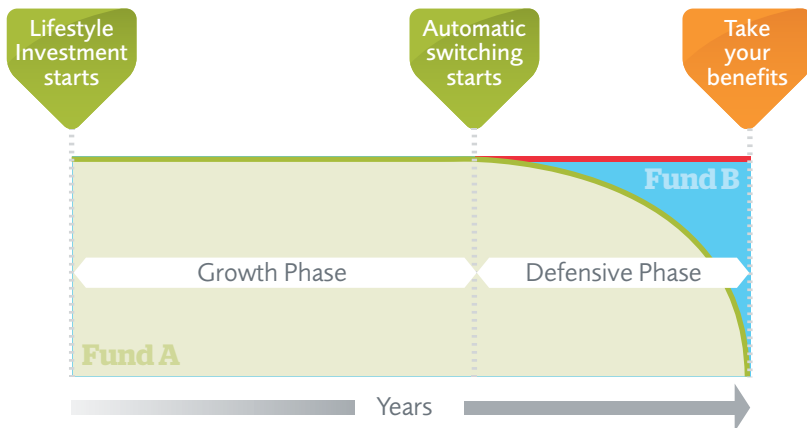 Lifestyle
Investment
starts
Automatic
switching
starts
Take
your
benefits
Fund B
Growth Phase
Defensive Phase
Fund A
Years